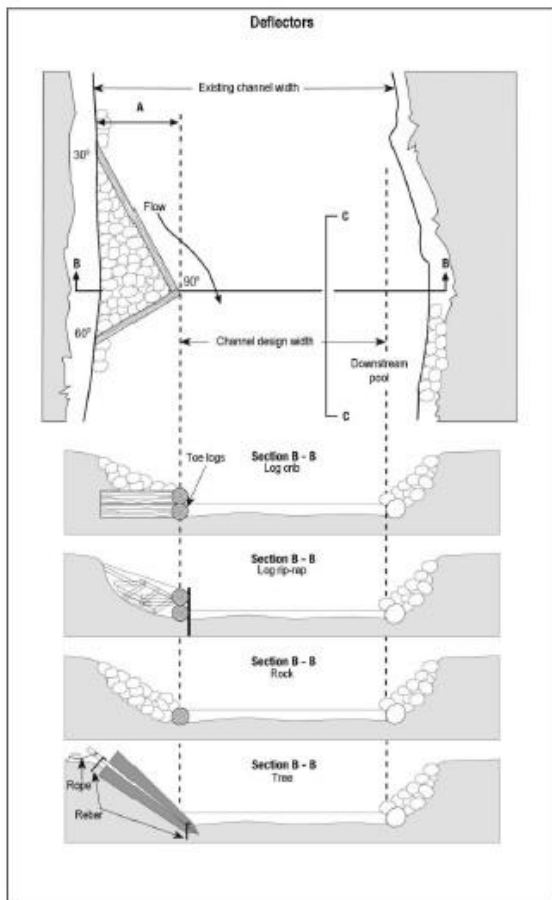 Deflectors
Existing channel width
A
30°
Flow
C
B
90°
B
60°
Channel design width
Downstream
pool
C
Section B - B
Log crib
Toe logs
Section B - B
Log rip-rap
Section B - B
Rock
Section B - B
Tree
Rope
Rebar